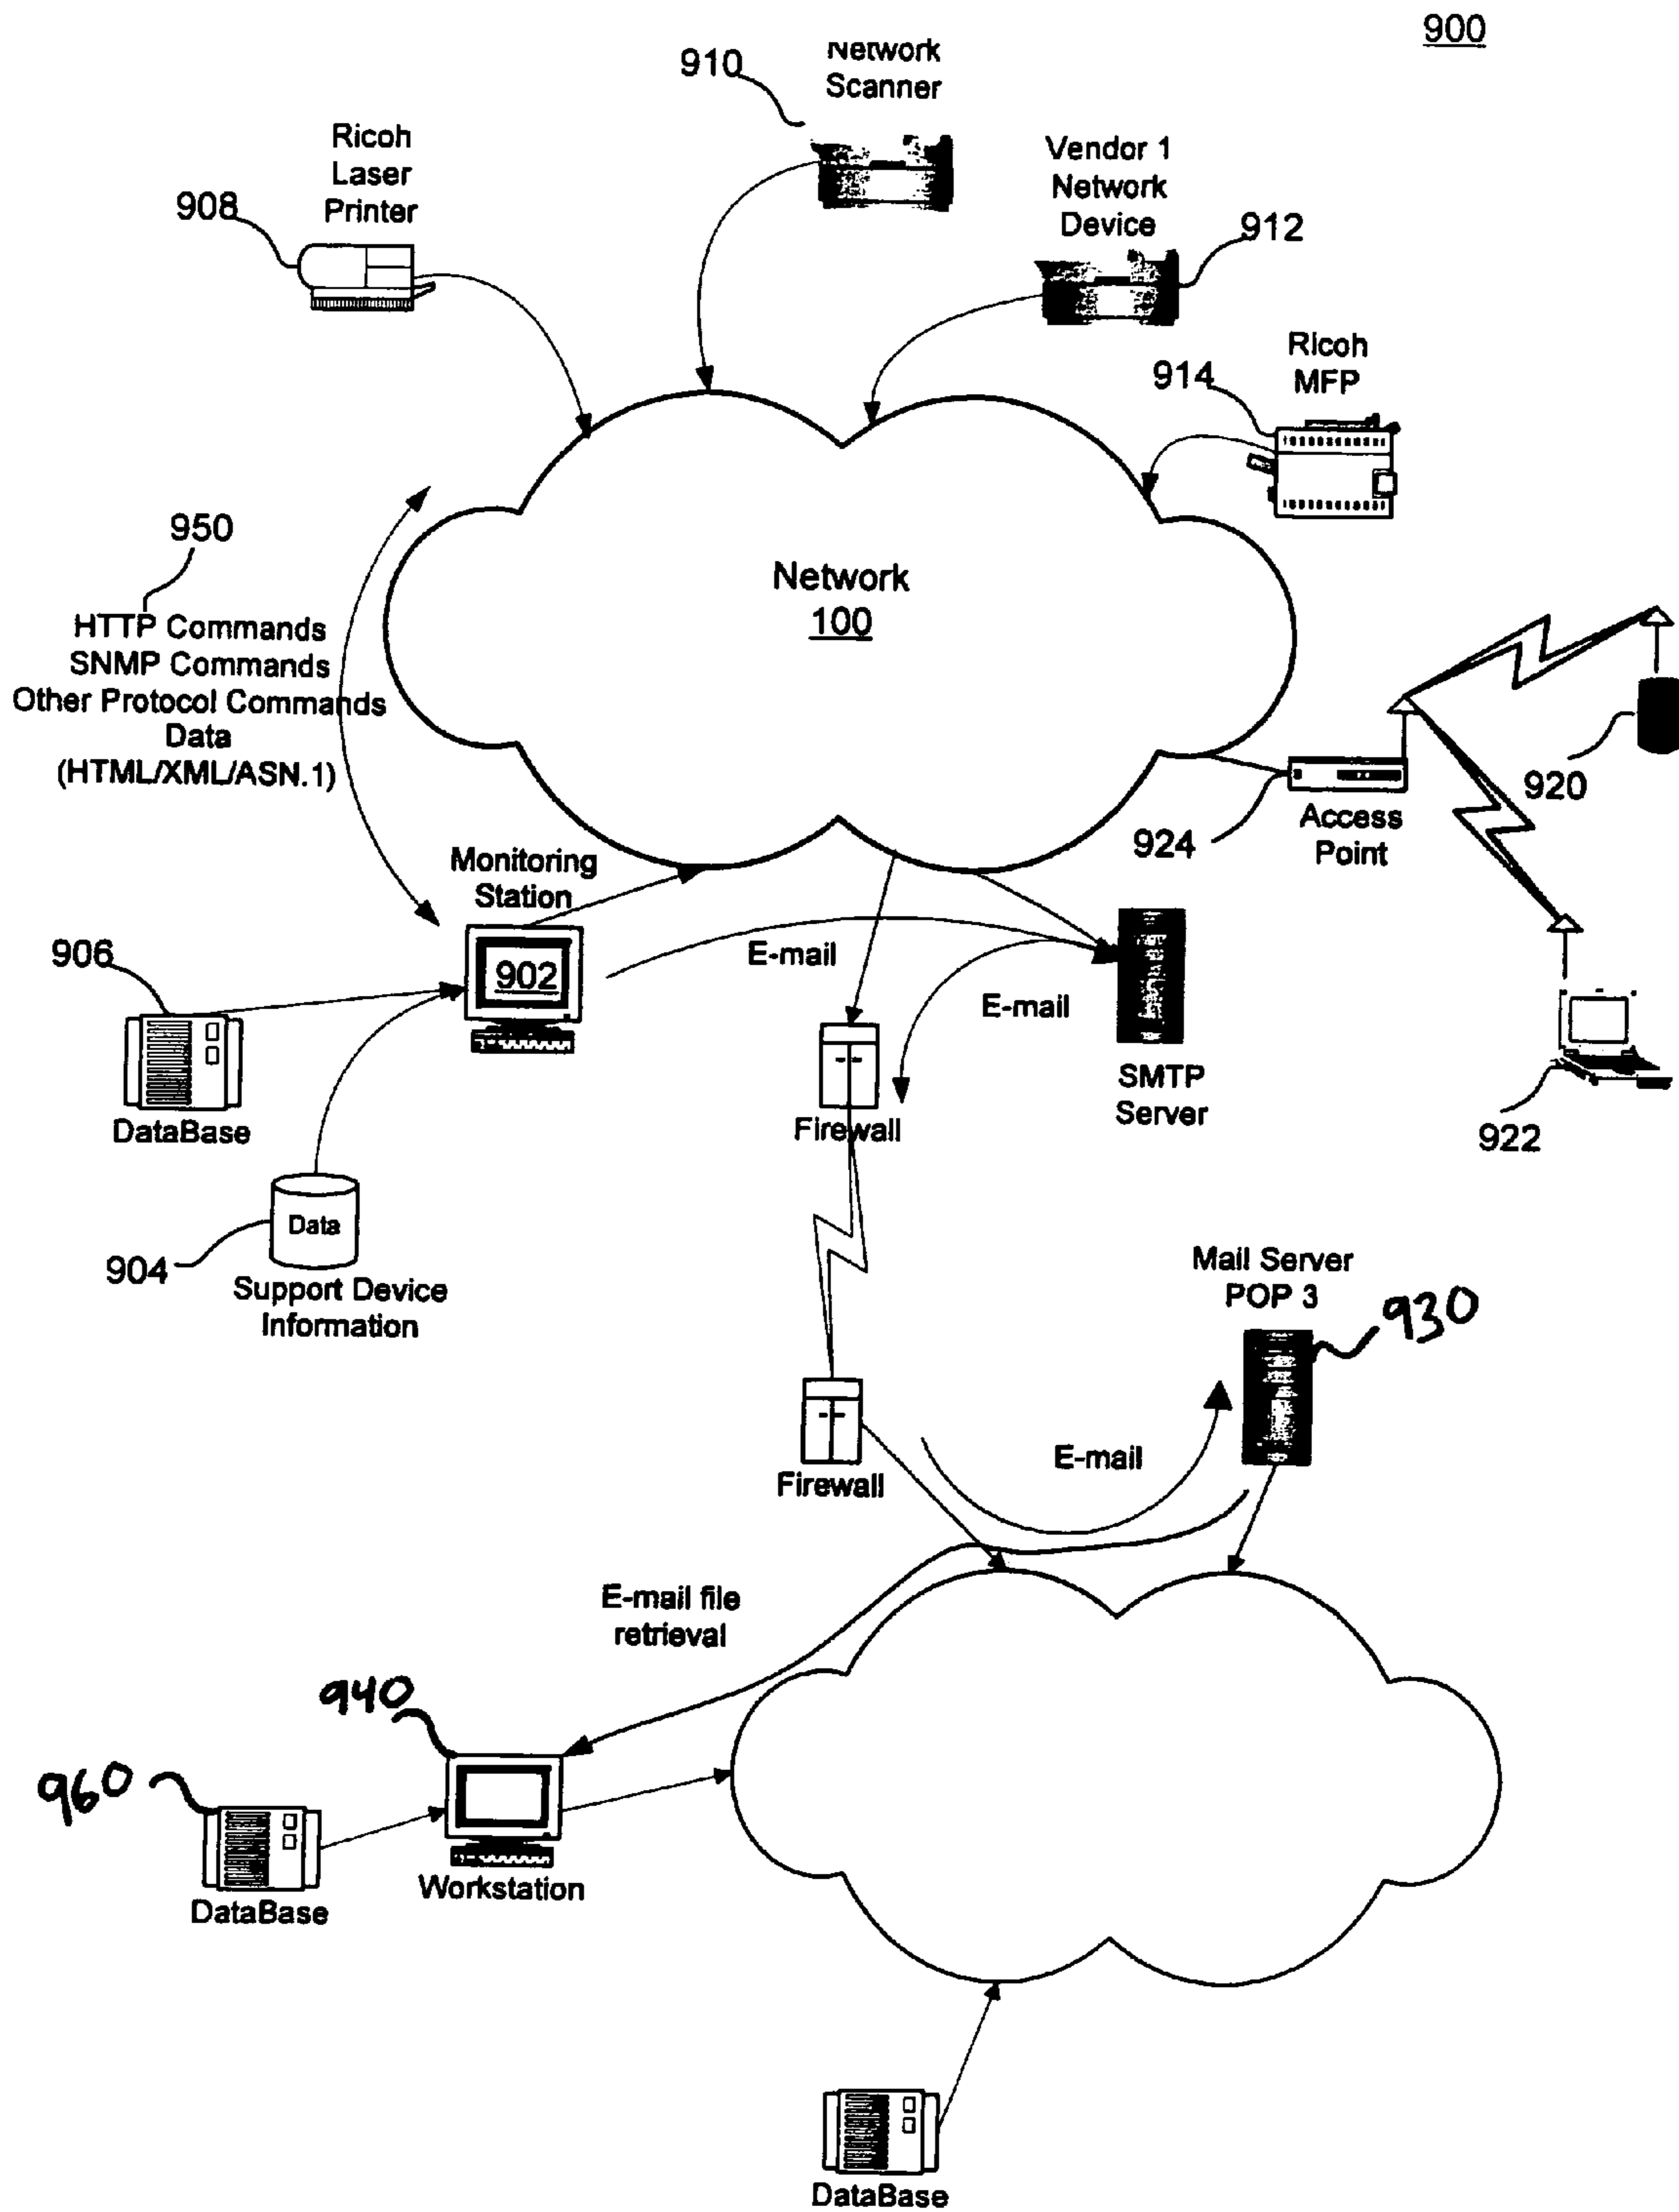 900
910
Network
Scanner
Ricoh
Laser
Printer
908
Vendor 1
Network
Device
912
Ricoh
MFP
914
950
HTTP Commands
SNMP Commands
Other Protocol Commands
Data
(HTML/XML/ASN.1)
Network
100
920
924
Access
Point
Monitoring
Station
902
906
DataBase
E-mail
E-mail
SMTP
Server
922
Firewall
Data
904
Support Device
Information
Mail Server
POP 3
930
Firewall
E-mail
E-mail file
retrieval
940
960
Workstation
DataBase
DataBase